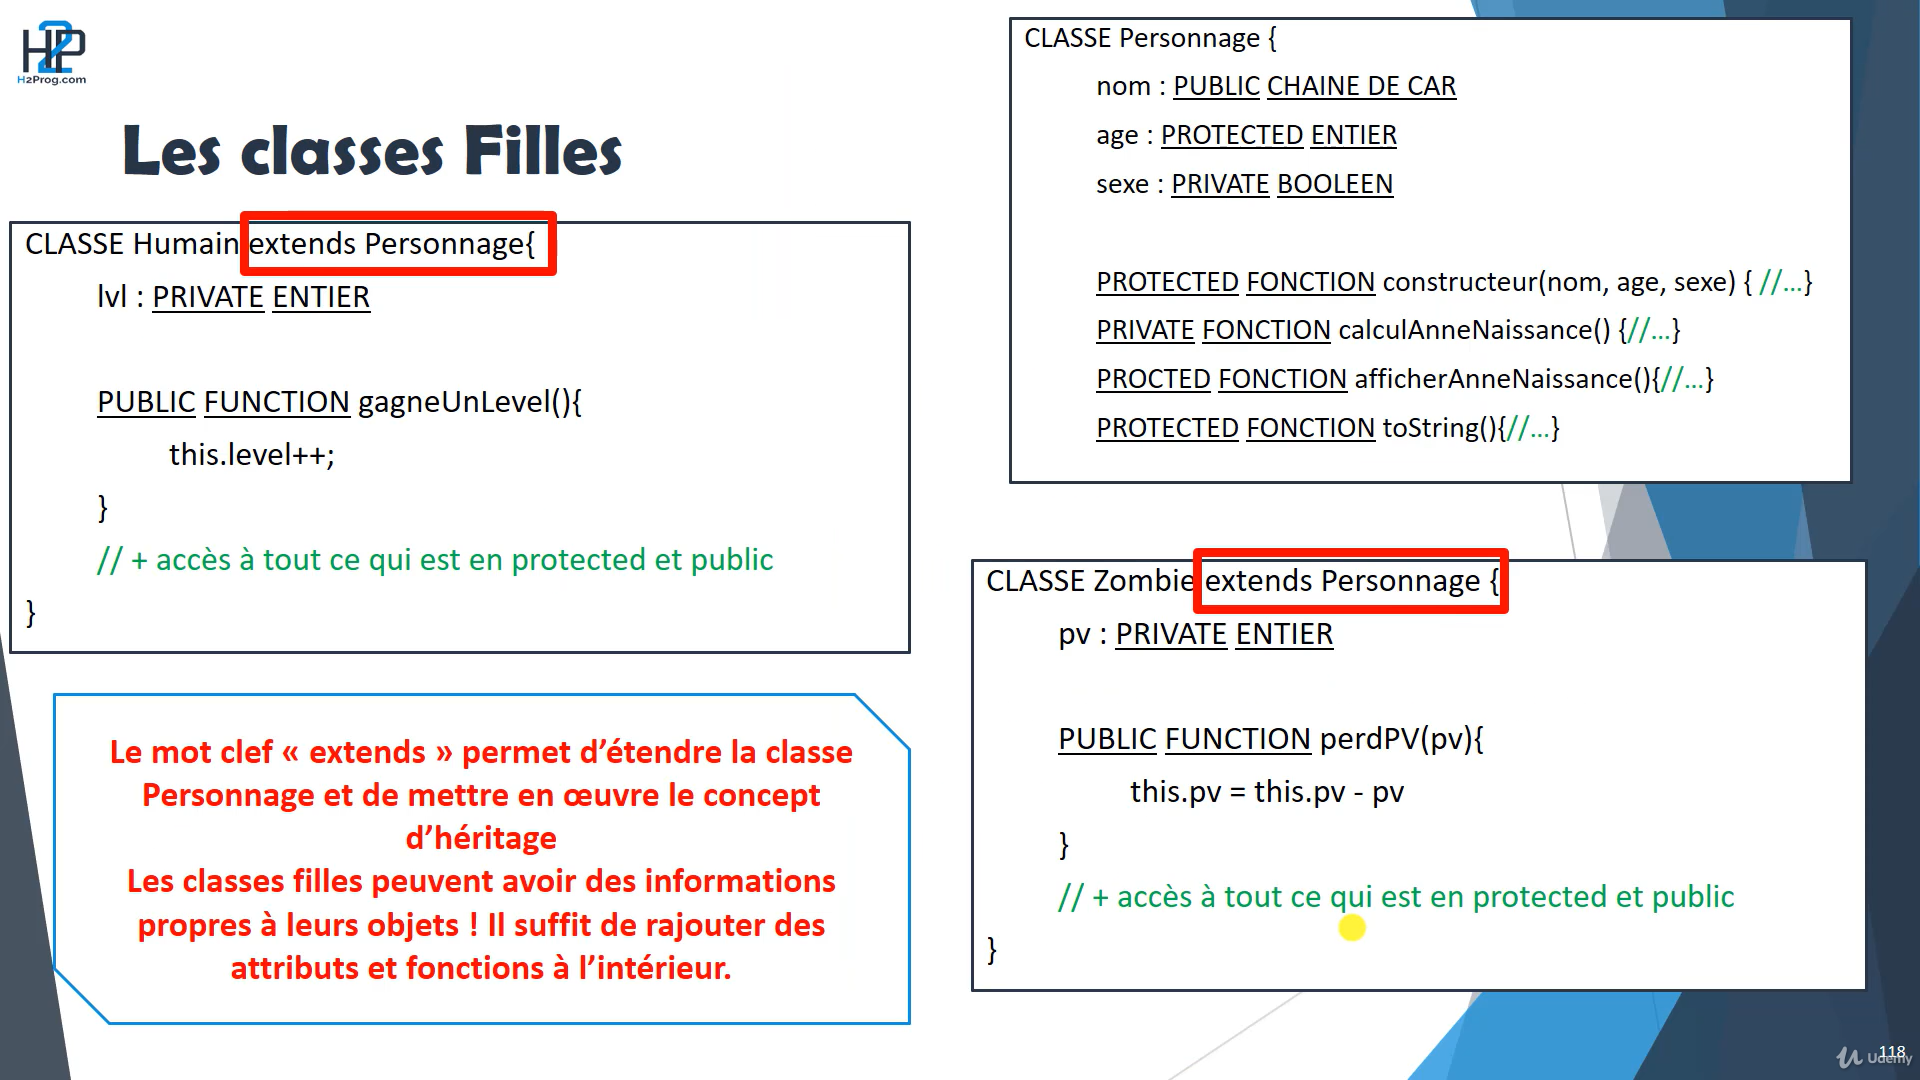 H2P
H2Prog.com
Les classes Filles
CLASSE Humain extends Personnage{
lvl : PRIVATE ENTIER
PUBLIC FUNCTION gagneUnLevel(){
this.level++;
}
// + accès à tout ce qui est en protected et public
}
Le mot clef « extends » permet d’étendre la classe
Personnage et de mettre en œuvre le concept
d’héritage
Les classes filles peuvent avoir des informations
propres à leurs objets ! Il suffit de rajouter des
attributs et fonctions à l’intérieur.
CLASSE Personnage {
nom : PUBLIC CHAINE DE CAR
age : PROTECTED ENTIER
sexe : PRIVATE BOOLEEN
PROTECTED FONCTION constructeur(nom, age, sexe) { //...}
PRIVATE FONCTION calculAnneNaissance() {//...}
PROCTED FONCTION afficherAnneNaissance(){//...}
PROTECTED FONCTION toString(){//...}
CLASSE Zombie extends Personnage {
pv : PRIVATE ENTIER
PUBLIC FUNCTION perdPV(pv){
this.pv = this.pv - pv
}
// + accès à tout ce qui est en protected et public
}
118
Udemy